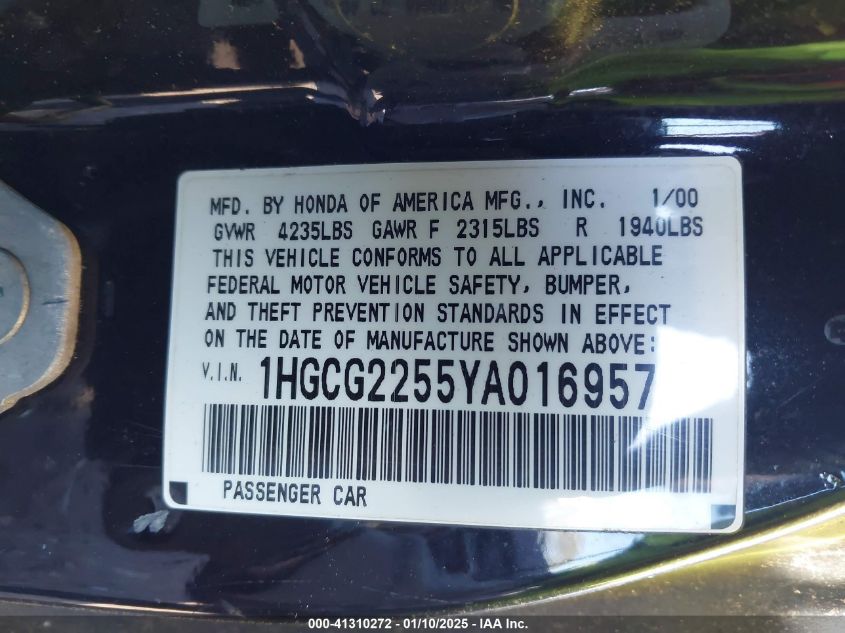 MFD. BY HONDA OF AMERICA MFG., INC. 1/00
GVWR 4235LBS GAWR F 2315LBS R 1940LBS
THIS VEHICLE CONFORMS TO ALL APPLICABLE
FEDERAL MOTOR VEHICLE SAFETY, BUMPER,
AND THEFT PREVENTION STANDARDS IN EFFECT
ON THE DATE OF MANUFACTURE SHOWN ABOVE:
V.I.N. 1HGCG2255YA016957
PASSENGER CAR
000-41310272 - 01/10/2025 - IAAI Inc.